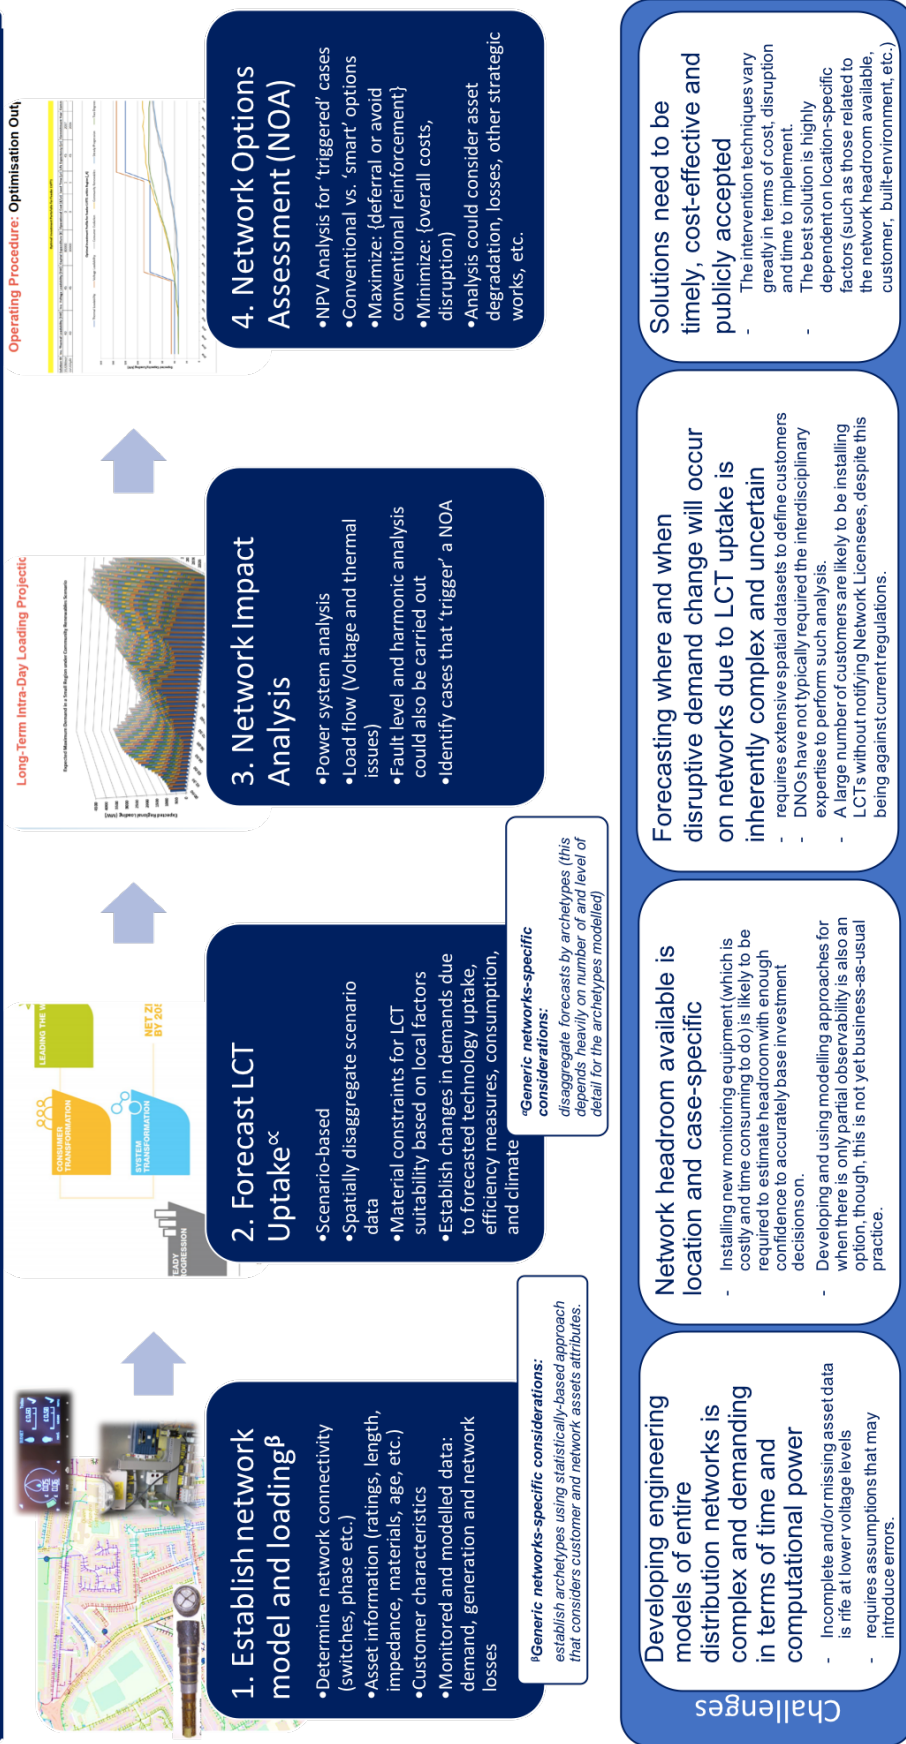 1. Establish network
model and loadingᵝ
•Determine network connectivity
(switches, phase etc.)
•Asset information (ratings, length,
impedance, materials, age, etc.)
•Customer characteristics
•Monitored and modelled data:
demand, generation and network
losses
ᵝGeneric networks-specific considerations:
establish archetypes using statistically-based approach
that considers customer and network assets attributes.
CONSUMER
TRANSFORMATION
SYSTEM
TRANSFORMATION
LEADING THE W
NET ZE
BY 205
EADY
OGRESSION
2. Forecast LCT
Uptake∝
•Scenario-based
•Spatially disaggregate scenario
data
•Material constraints for LCT
suitability based on local factors
•Establish changes in demands due
to forecasted technology uptake,
efficiency measures, consumption,
and climate
∝Generic networks-specific
considerations:
disaggregate forecasts by archetypes (this
depends heavily on number of and level of
detail for the archetypes modelled)
Long-Term Intra-Day Loading Projectic
Expected Maximum Demand in a Small Region under Community Renewables Scenario
Expected Regional Loading (MW)
3. Network Impact
Analysis
•Power system analysis
•Load flow (Voltage and thermal
issues)
•Fault level and harmonic analysis
could also be carried out
•Identify cases that ‘trigger’ a NOA
Operating Procedure: Optimisation Outp
4. Network Options
Assessment (NOA)
•NPV Analysis for ‘triggered’ cases
•Conventional vs. ‘smart’ options
•Maximize: {deferral or avoid
conventional reinforcement}
•Minimize: {overall costs,
disruption}
•Analysis could consider asset
degradation, losses, other strategic
works, etc.
Challenges
Developing engineering
models of entire
distribution networks is
complex and demanding
in terms of time and
computational power
- Incomplete and/or missing asset data
is rife at lower voltage levels
- requires assumptions that may
introduce errors.
Network headroom available is
location and case-specific
- Installing new monitoring equipment (which is
costly and time consuming to do) is likely to be
required to estimate headroom with enough
confidence to accurately base investment
decisions on.
- Developing and using modelling approaches for
when there is only partial observability is also an
option, though, this is not yet business-as-usual
practice.
Forecasting where and when
disruptive demand change will occur
on networks due to LCT uptake is
inherently complex and uncertain
- requires extensive spatial datasets to define customers
- DNOs have not typically required the interdisciplinary
expertise to perform such analysis.
- A large number of customers are likely to be installing
LCTs without notifying Network Licensees, despite this
being against current regulations.
Solutions need to be
timely, cost-effective and
publicly accepted
- The intervention techniques vary
greatly in terms of cost, disruption
and time to implement.
- The best solution is highly
dependent on location-specific
factors (such as those related to
the network headroom available,
customer, built-environment, etc.)